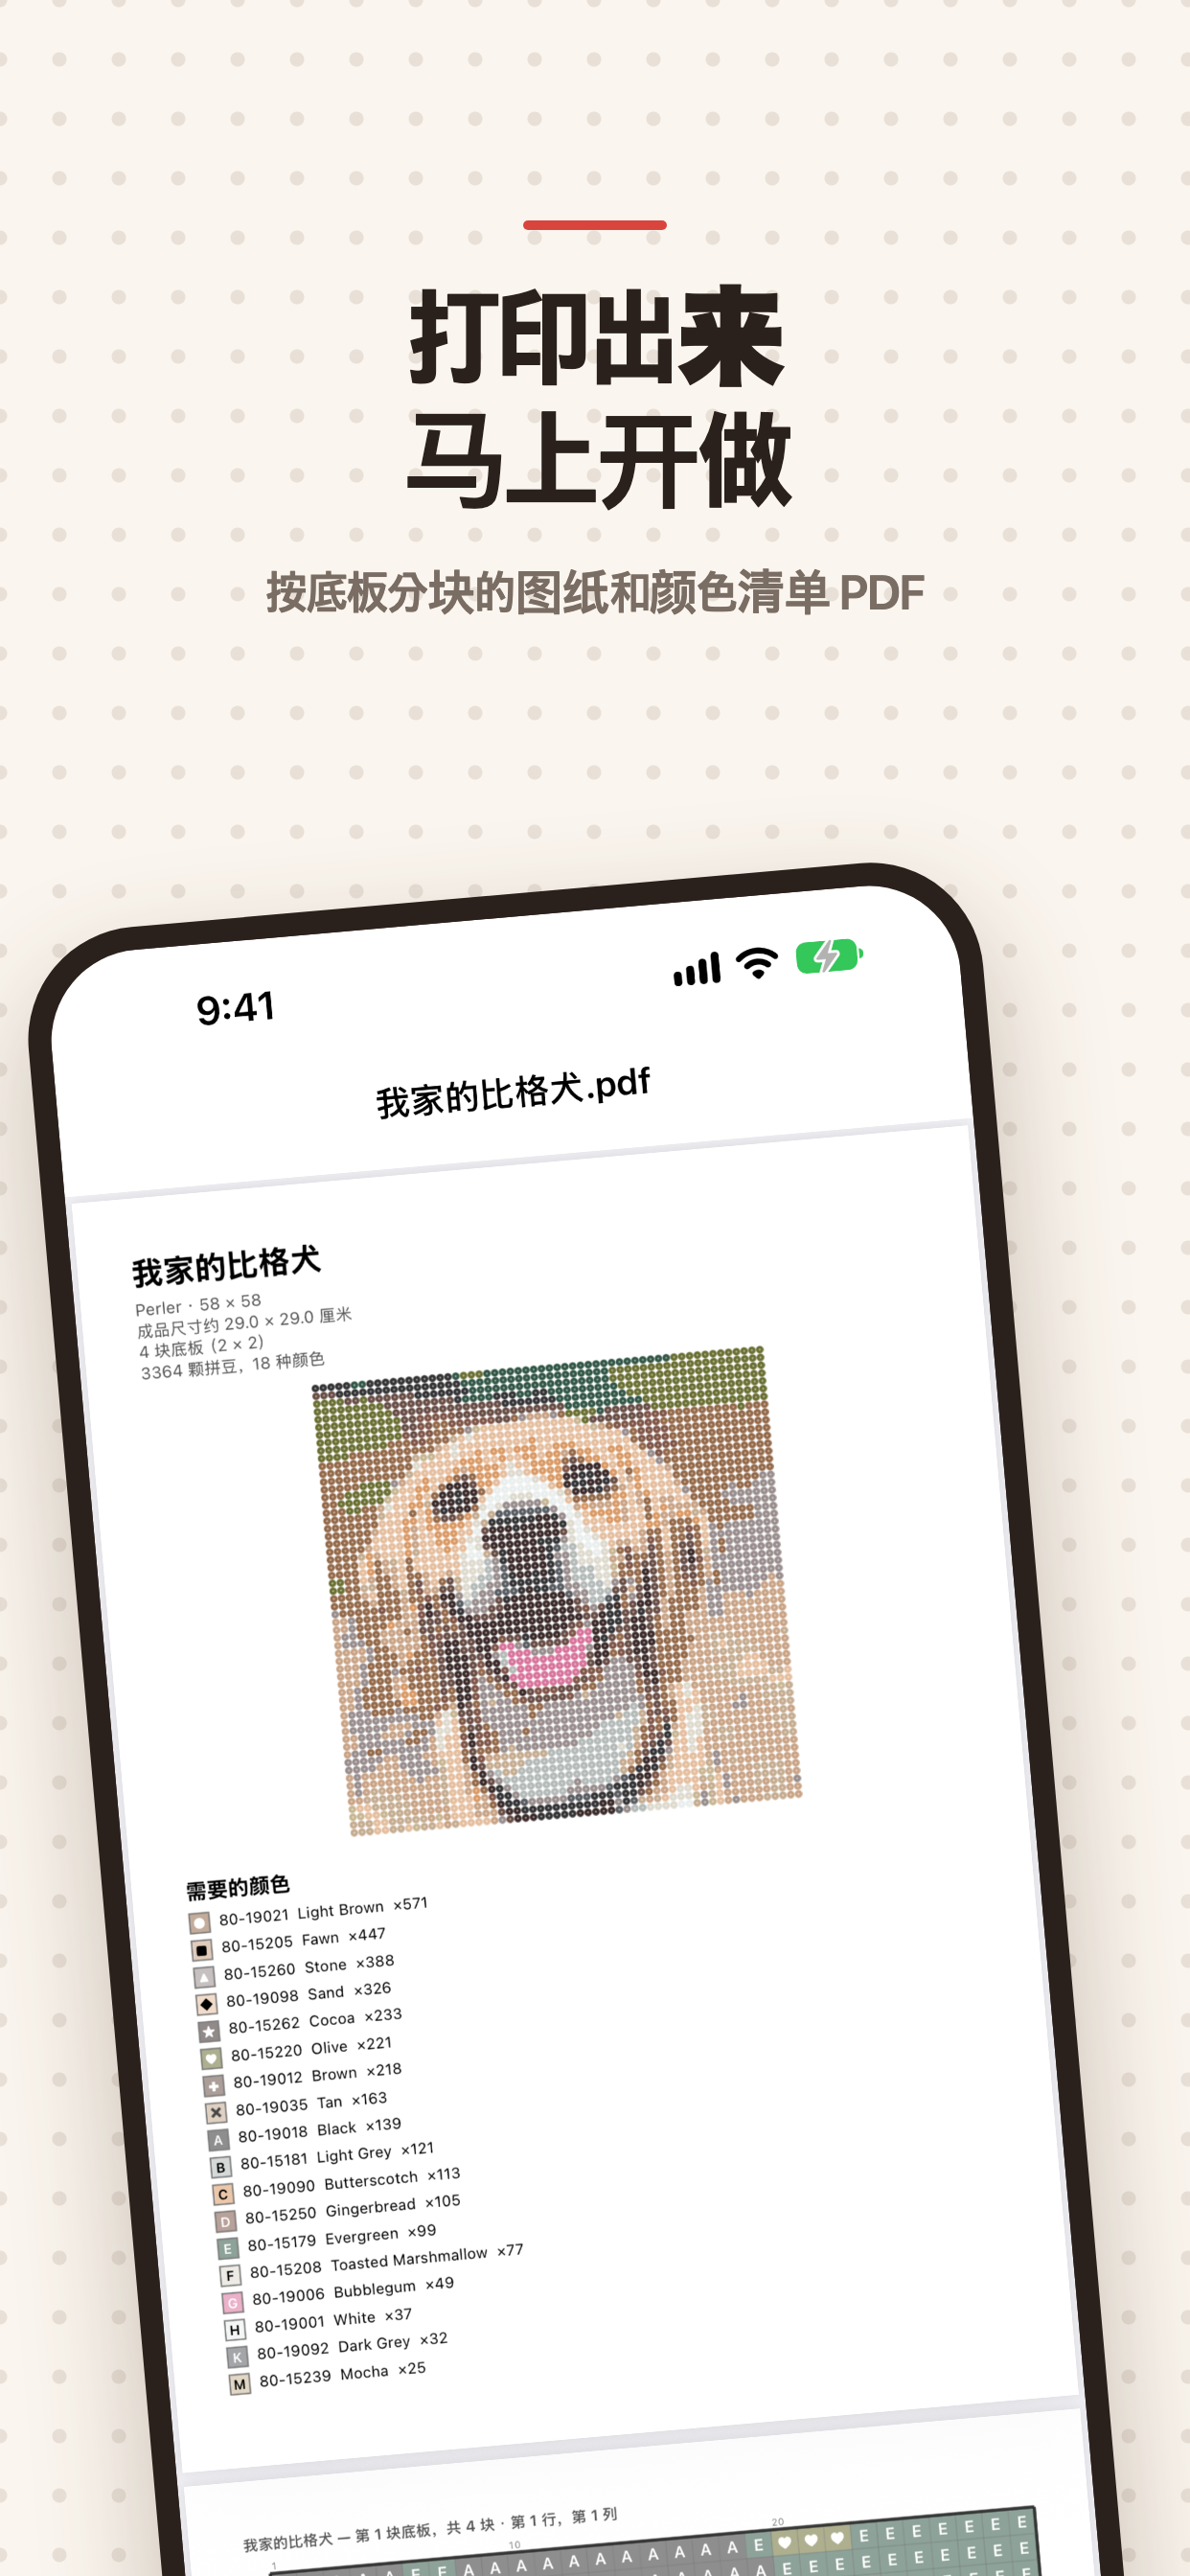 打印出来
马上开做
按底板分块的图纸和颜色清单 PDF
9:41
我家的比格犬.pdf
我家的比格犬
Perler · 58 × 58
成品尺寸约 29.0 × 29.0 厘米
4 块底板 (2 × 2)
3364 颗拼豆，18 种颜色
需要的颜色
80-19021 Light Brown ×571
80-15205 Fawn ×447
80-15260 Stone ×388
80-19098 Sand ×326
80-15262 Cocoa ×233
80-15220 Olive ×221
80-19012 Brown ×218
80-19035 Tan ×163
A 80-19018 Black ×139
B 80-15181 Light Grey ×121
C 80-19090 Butterscotch ×113
D 80-15250 Gingerbread ×105
E 80-15179 Evergreen ×99
F 80-15208 Toasted Marshmallow ×77
G 80-19006 Bubblegum ×49
H 80-19001 White ×37
K 80-19092 Dark Grey ×32
M 80-15239 Mocha ×25
我家的比格犬 — 第 1 块底板，共 4 块 · 第 1 行，第 1 列
1 10 20
A A E E A A A A A A A A A A A E E E E E E E E
A A A A E E E E E E E E E E